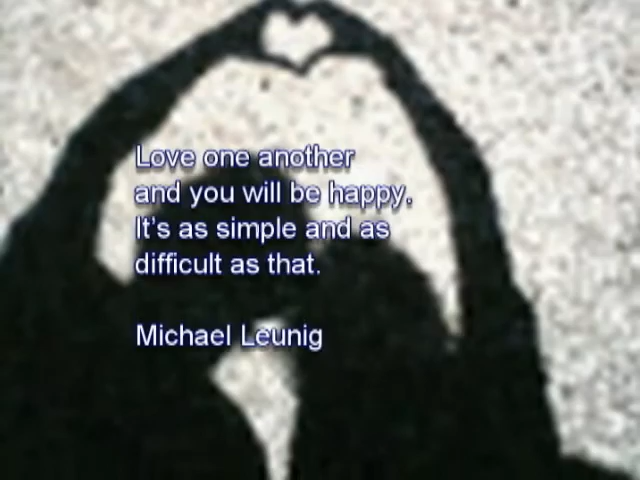 Love one another
and you will be happy.
It's as simple and as
difficult as that.
Michael Leunig